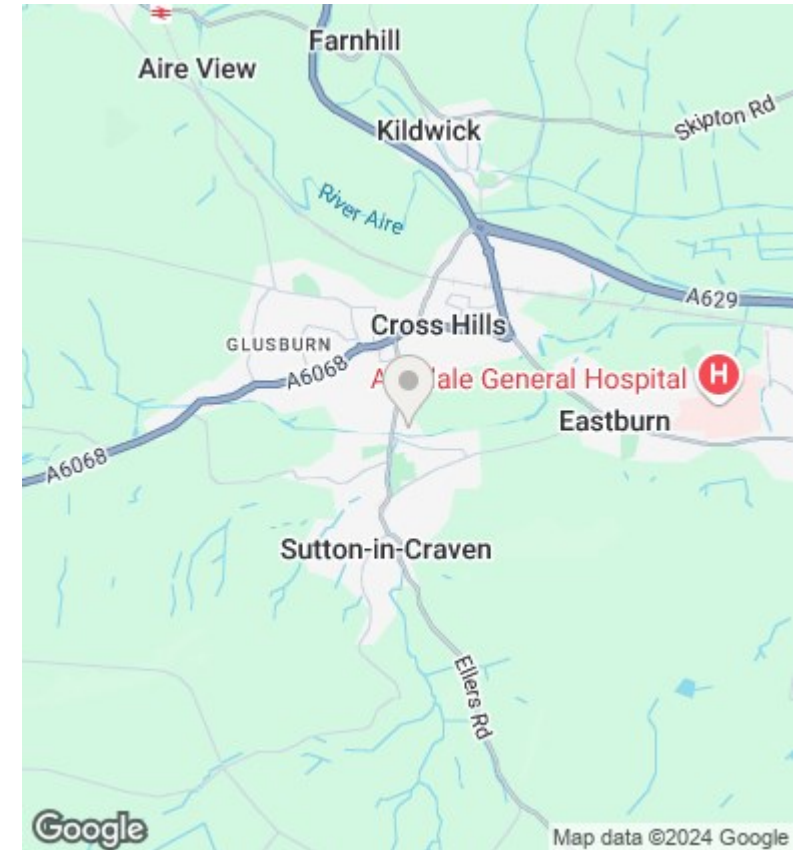 Farnhill
Aire View
Skipton Rd
Kildwick
River Aire
A629
Cross Hills
GLUSBURN
A6068
General Hospital
H
Eastburn
A6068
Sutton-in-Craven
Ellers Rd
Google
Map data ©2024 Google